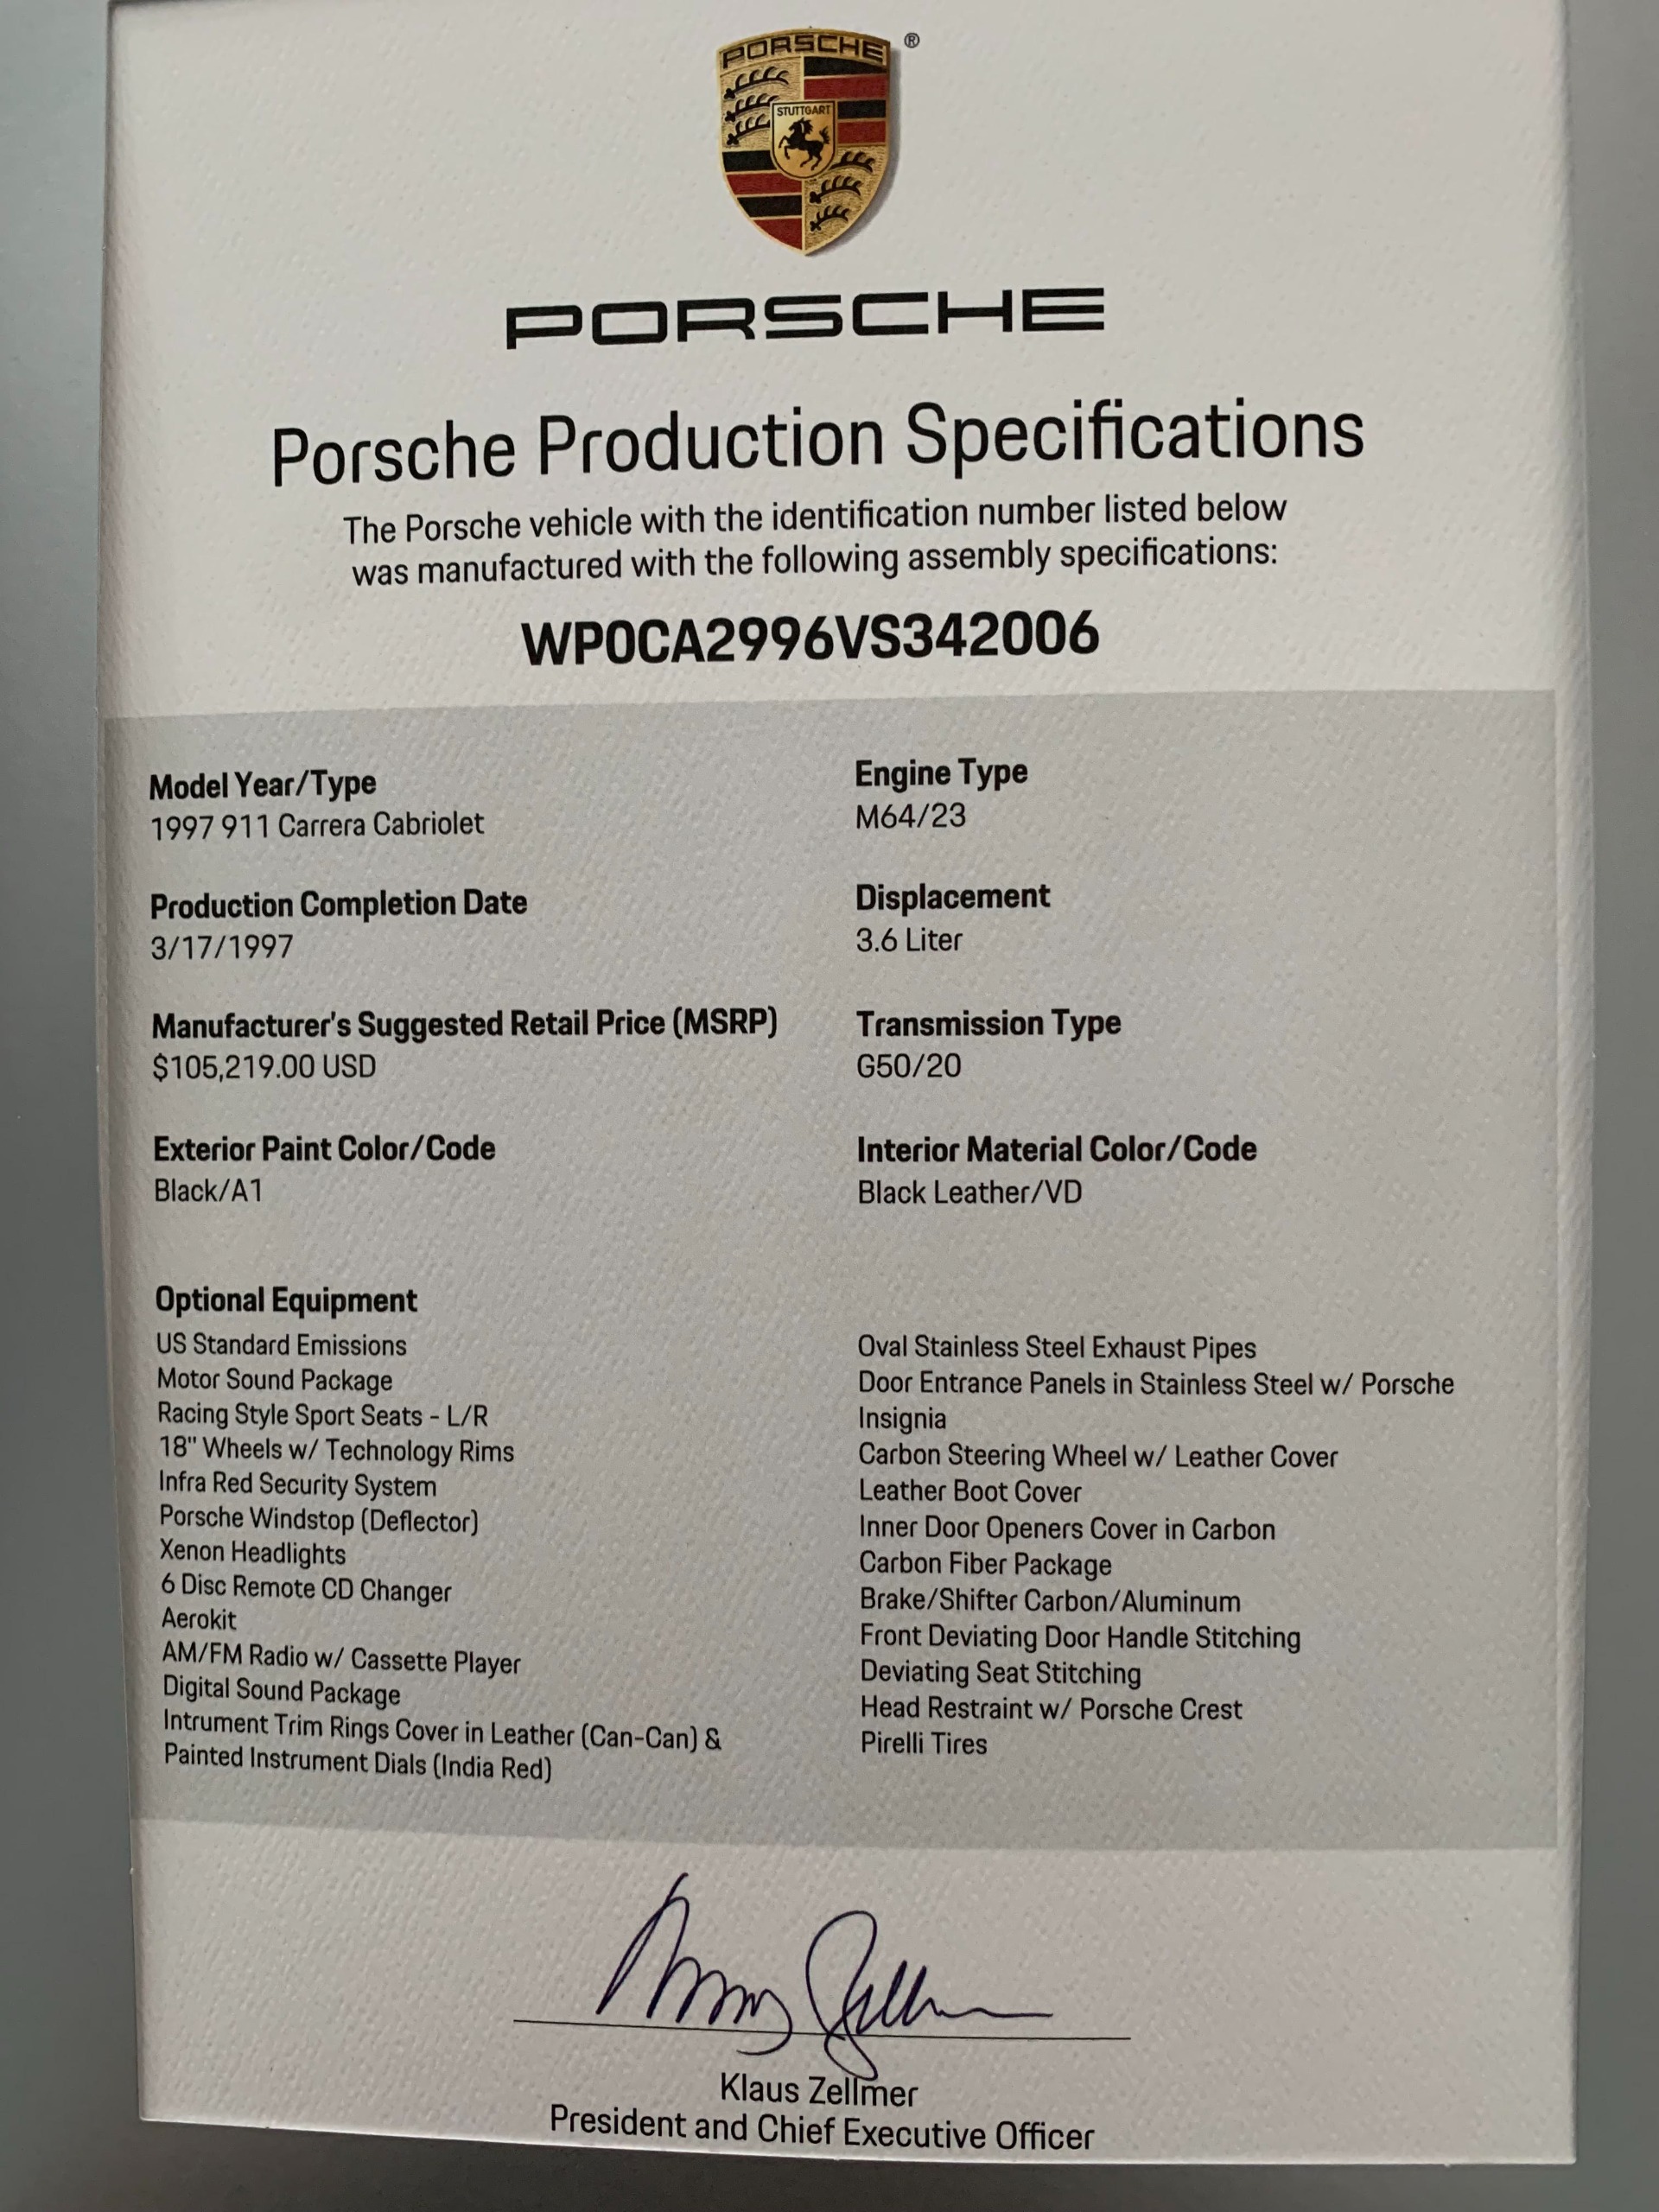 PORSCHE
®
STUTTGART
PORSCHE
Porsche Production Specifications
The Porsche vehicle with the identification number listed below
was manufactured with the following assembly specifications:
WP0CA2996VS342006
Model Year/Type
1997 911 Carrera Cabriolet
Production Completion Date
3/17/1997
Manufacturer's Suggested Retail Price (MSRP)
$105,219.00 USD
Exterior Paint Color/Code
Black/A1
Engine Type
M64/23
Displacement
3.6 Liter
Transmission Type
G50/20
Interior Material Color/Code
Black Leather/VD
Optional Equipment
US Standard Emissions
Motor Sound Package
Racing Style Sport Seats - L/R
18" Wheels w/ Technology Rims
Infra Red Security System
Porsche Windstop (Deflector)
Xenon Headlights
6 Disc Remote CD Changer
Aerokit
AM/FM Radio w/ Cassette Player
Digital Sound Package
Intrument Trim Rings Cover in Leather (Can-Can) &
Painted Instrument Dials (India Red)
Oval Stainless Steel Exhaust Pipes
Door Entrance Panels in Stainless Steel w/ Porsche
Insignia
Carbon Steering Wheel w/ Leather Cover
Leather Boot Cover
Inner Door Openers Cover in Carbon
Carbon Fiber Package
Brake/Shifter Carbon/Aluminum
Front Deviating Door Handle Stitching
Deviating Seat Stitching
Head Restraint w/ Porsche Crest
Pirelli Tires
Klaus Zellmer
President and Chief Executive Officer